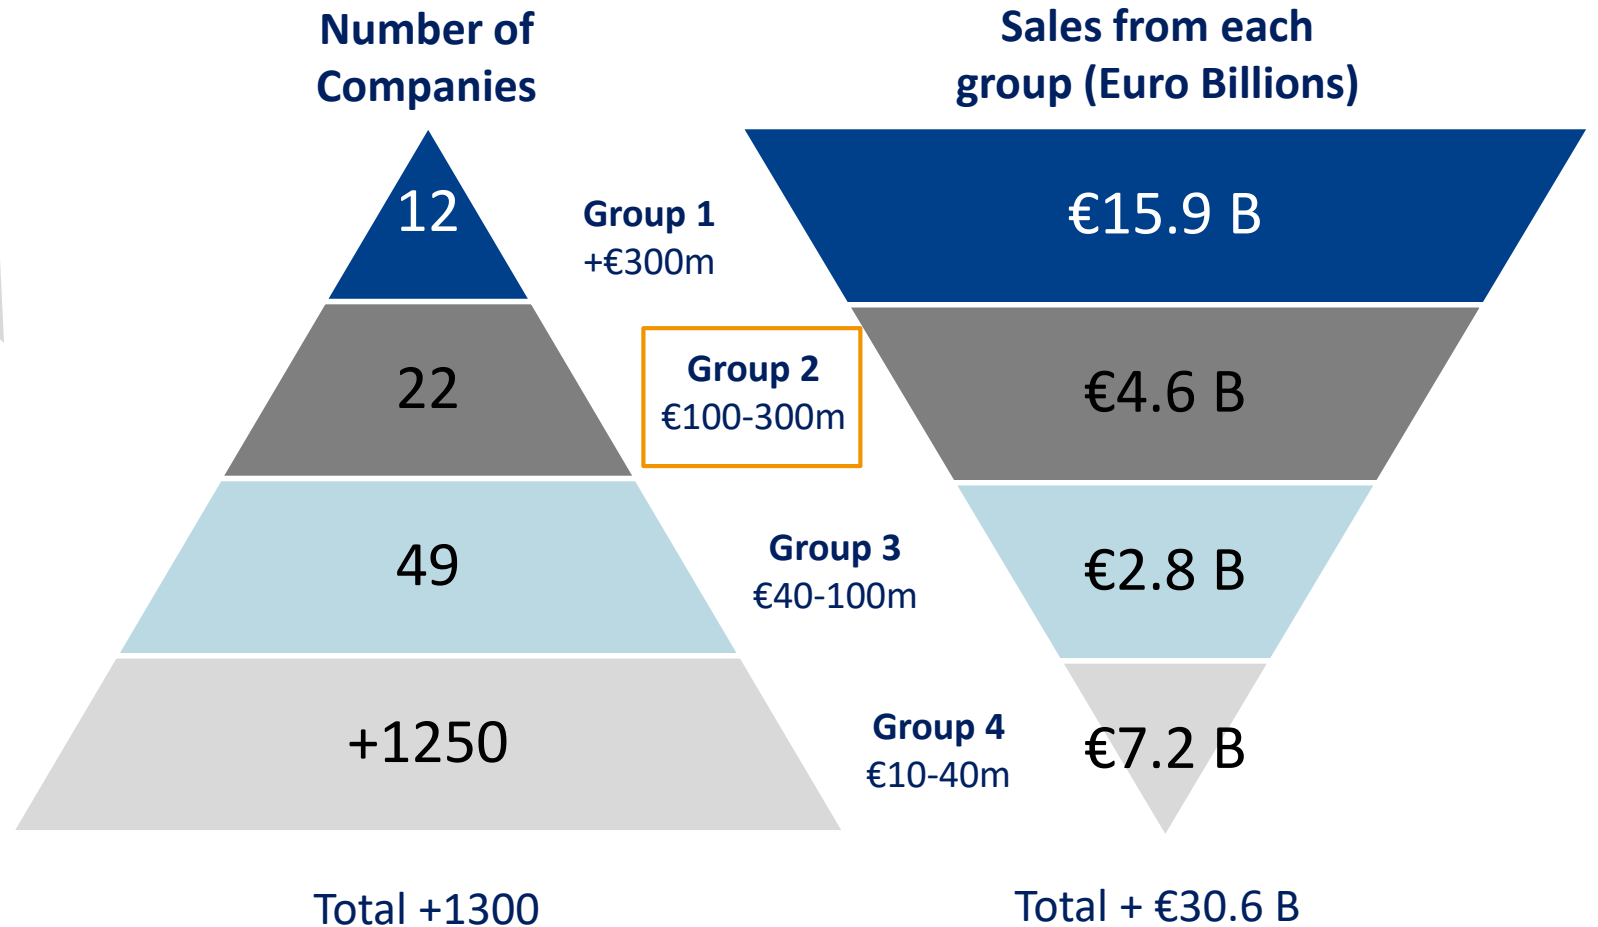 Number of
Companies
Sales from each
group (Euro Billions)
12
Group 1
+€300m
€15.9 B
22
Group 2
€100-300m
€4.6 B
49
Group 3
€40-100m
€2.8 B
+1250
Group 4
€10-40m
€7.2 B
Total +1300
Total + €30.6 B